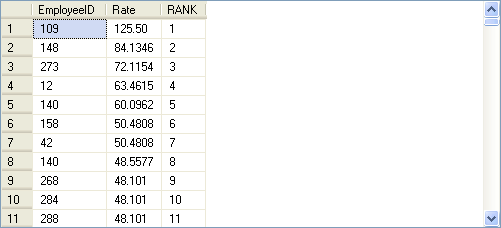 EmployeeID Rate RANK
1 109 125.50 1
2 148 84.1346 2
3 273 72.1154 3
4 12 63.4615 4
5 140 60.0962 5
6 158 50.4808 6
7 42 50.4808 7
8 140 48.5577 8
9 268 48.101 9
10 284 48.101 10
11 288 48.101 11